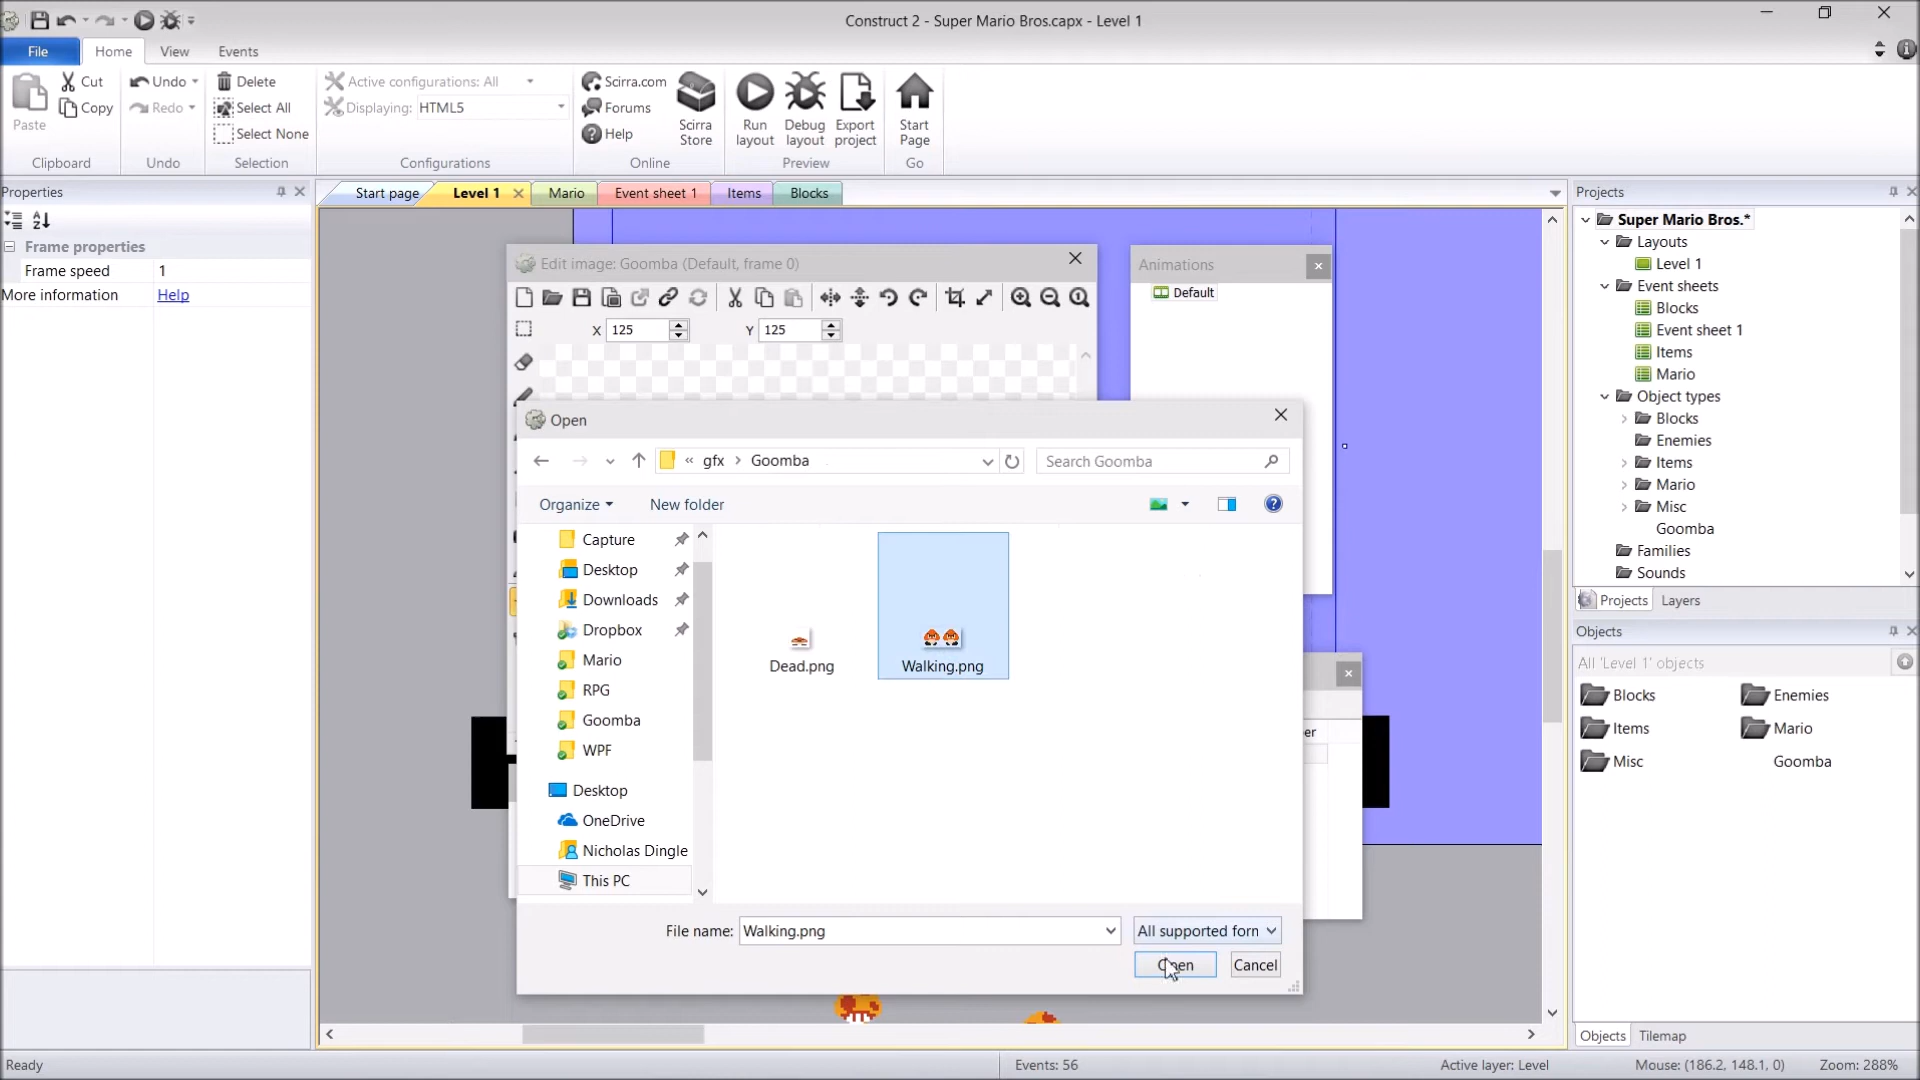 Construct 2 - Super Mario Bros.capx - Level 1
File
Home
View
Events
Paste
Cut
Copy
Clipboard
Undo
Redo
Undo
Delete
Select All
Select None
Selection
Active configurations: All
Displaying: HTML5
Configurations
Scirra.com
Forums
Help
Scirra Store
Online
Run layout
Debug layout
Export project
Preview
Start Page
Go
Properties
Frame properties
Frame speed 1
More information Help
Start page
Level 1
Mario
Event sheet 1
Items
Blocks
Edit image: Goomba (Default, frame 0)
X 125
Y 125
Animations
Default
Open
« gfx > Goomba
Search Goomba
Organize
New folder
Capture
Desktop
Downloads
Dropbox
Mario
RPG
Goomba
WPF
Desktop
OneDrive
Nicholas Dingle
This PC
Dead.png
Walking.png
File name: Walking.png
All supported forn
Open
Cancel
er
Projects
Super Mario Bros.*
Layouts
Level 1
Event sheets
Blocks
Event sheet 1
Items
Mario
Object types
Blocks
Enemies
Items
Mario
Misc
Goomba
Families
Sounds
Projects
Layers
Objects
All 'Level 1' objects
Blocks
Enemies
Items
Mario
Misc
Goomba
Objects
Tilemap
Ready
Events: 56
Active layer: Level
Mouse: (186.2, 148.1, 0)
Zoom: 288%